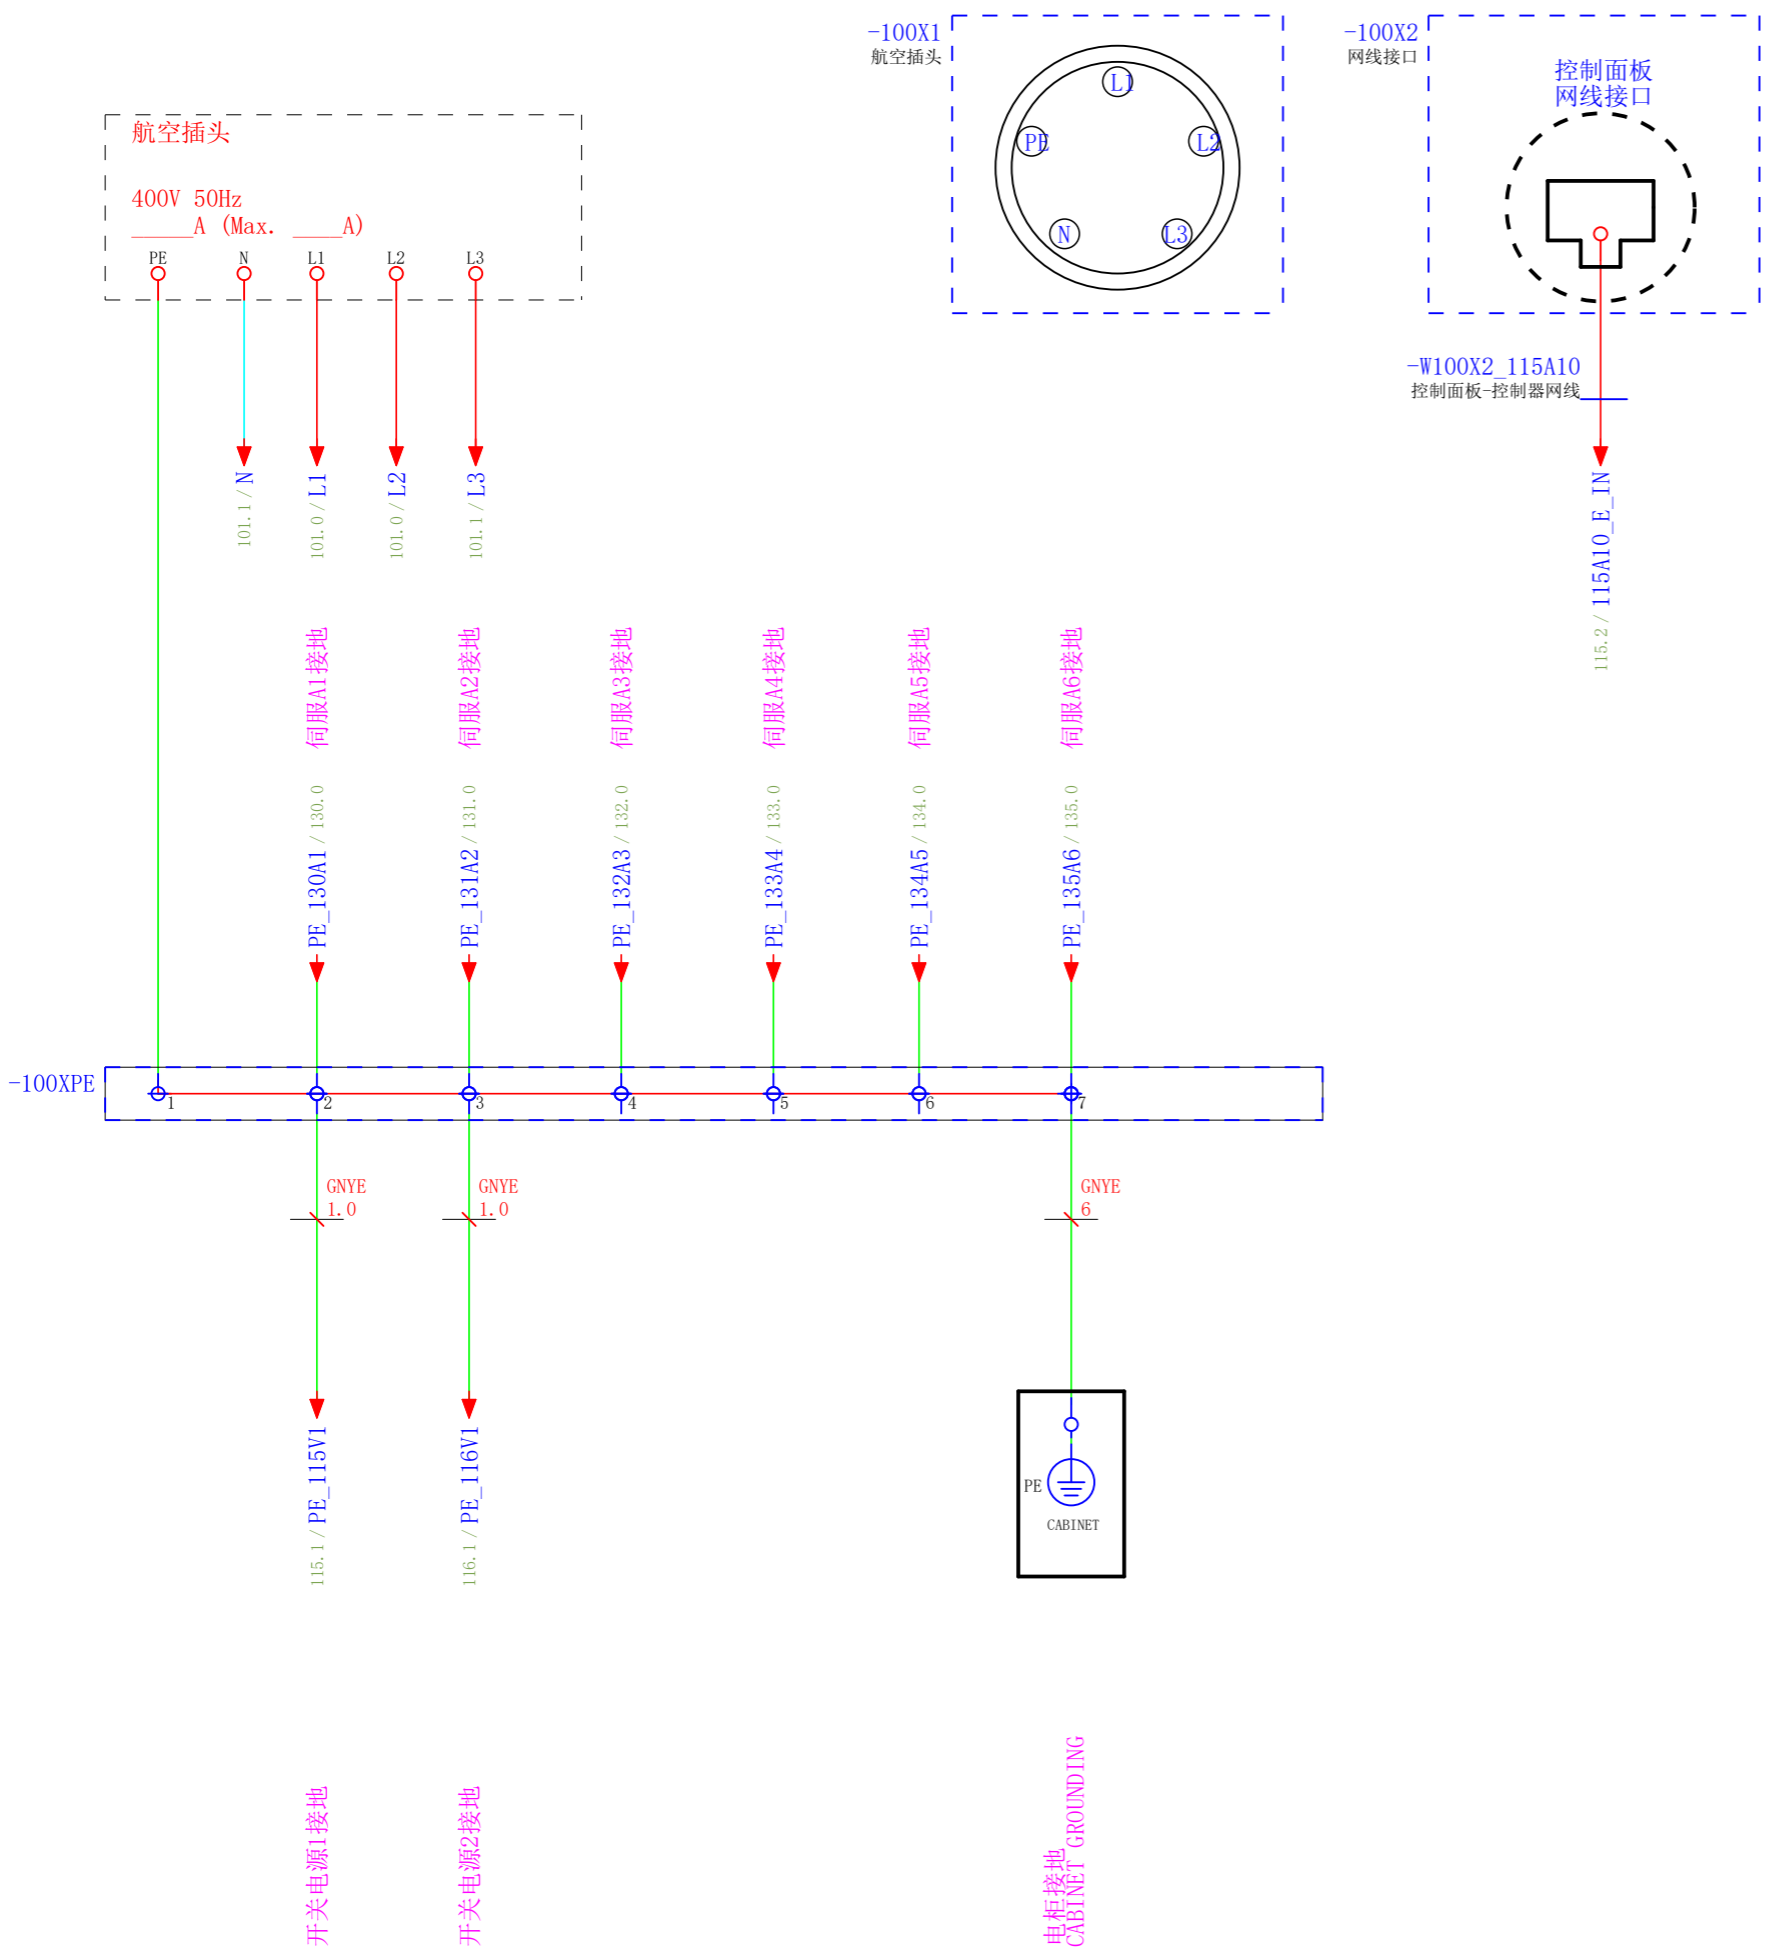 -100X1
航空插头
L1
PE
L2
N
L3
-100X2
网线接口
控制面板
网线接口
航空插头
400V 50Hz
_____A (Max. ____A)
PE
N
L1
L2
L3
-W100X2_115A10
控制面板-控制器网线
101.1 / N
101.0 / L1
101.0 / L2
101.1 / L3
115.2 / 115A10_E_IN
伺服A1接地
伺服A2接地
伺服A3接地
伺服A4接地
伺服A5接地
伺服A6接地
PE_130A1 / 130.0
PE_131A2 / 131.0
PE_132A3 / 132.0
PE_133A4 / 133.0
PE_134A5 / 134.0
PE_135A6 / 135.0
-100XPE
1
2
3
4
5
6
7
GNYE
1.0
GNYE
1.0
GNYE
6
115.1 / PE_115V1
116.1 / PE_116V1
PE
CABINET
开关电源1接地
开关电源2接地
电柜接地
CABINET GROUNDING